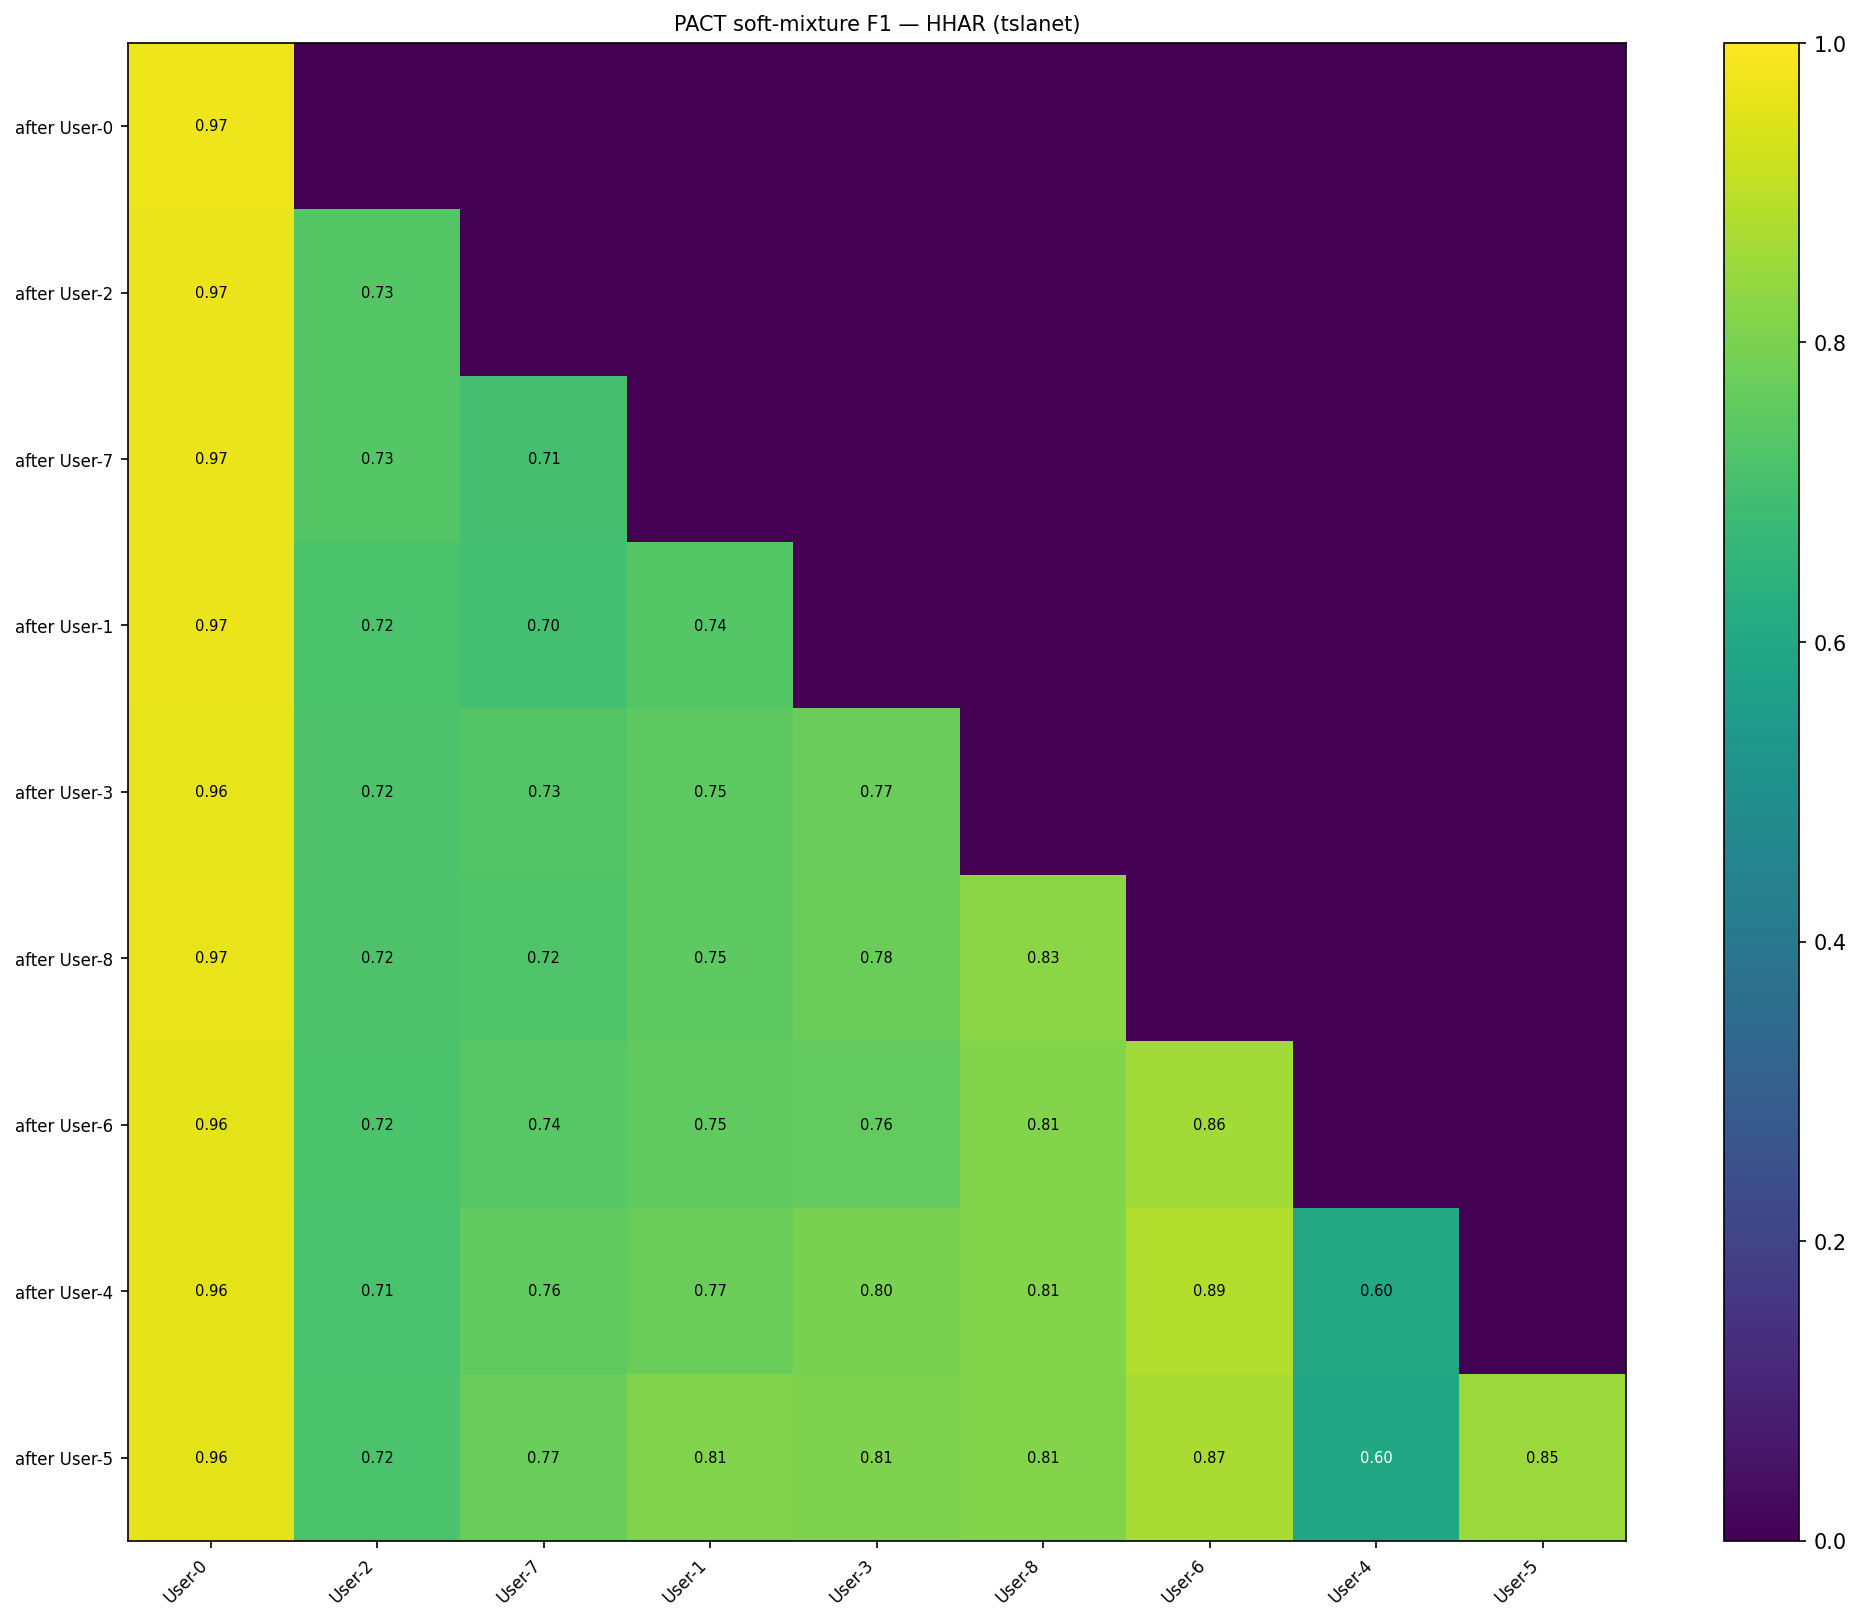 PACT soft-mixture F1 — HHAR (tslanet)
1.0
after User-0 0.97
after User-2 0.97 0.73
0.8
after User-7 0.97 0.73 0.71
after User-1 0.97 0.72 0.70 0.74
0.6
after User-3 0.96 0.72 0.73 0.75 0.77
0.4
after User-8 0.97 0.72 0.72 0.75 0.78 0.83
after User-6 0.96 0.72 0.74 0.75 0.76 0.81 0.86
0.2
after User-4 0.96 0.71 0.76 0.77 0.80 0.81 0.89 0.60
after User-5 0.96 0.72 0.77 0.81 0.81 0.81 0.87 0.60 0.85
0.0
User-0 User-2 User-7 User-1 User-3 User-8 User-6 User-4 User-5